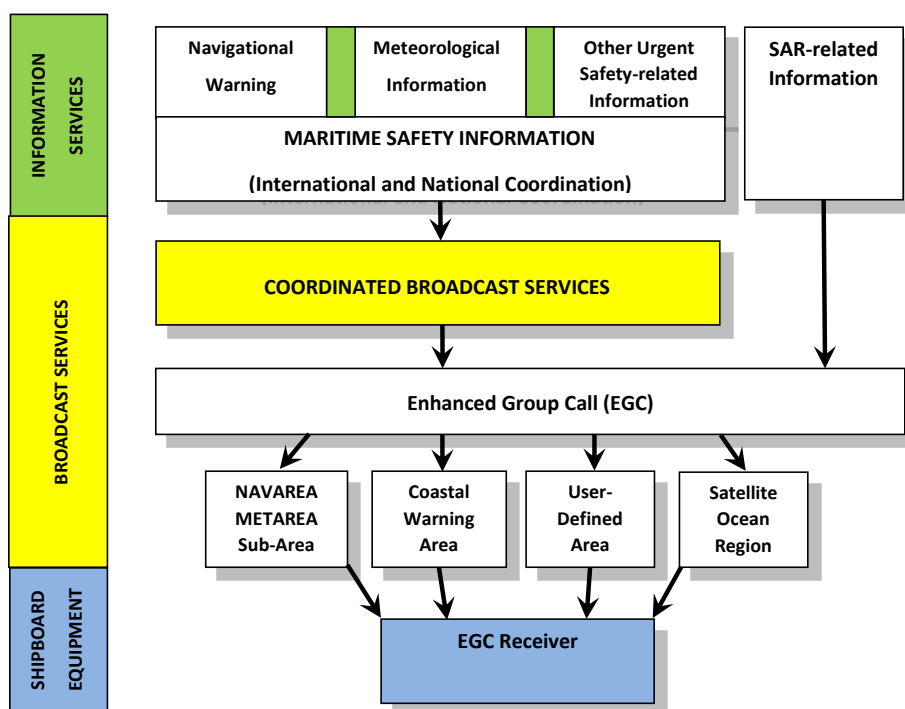 INFORMATION
SERVICES
Navigational
Warning
Meteorological
Information
Other Urgent
Safety-related
Information
SAR-related
Information
MARITIME SAFETY INFORMATION
(International and National Coordination)
BROADCAST SERVICES
COORDINATED BROADCAST SERVICES
Enhanced Group Call (EGC)
NAVAREA
METAREA
Sub-Area
Coastal
Warning
Area
User-
Defined
Area
Satellite
Ocean
Region
SHIPBOARD
EQUIPMENT
EGC Receiver